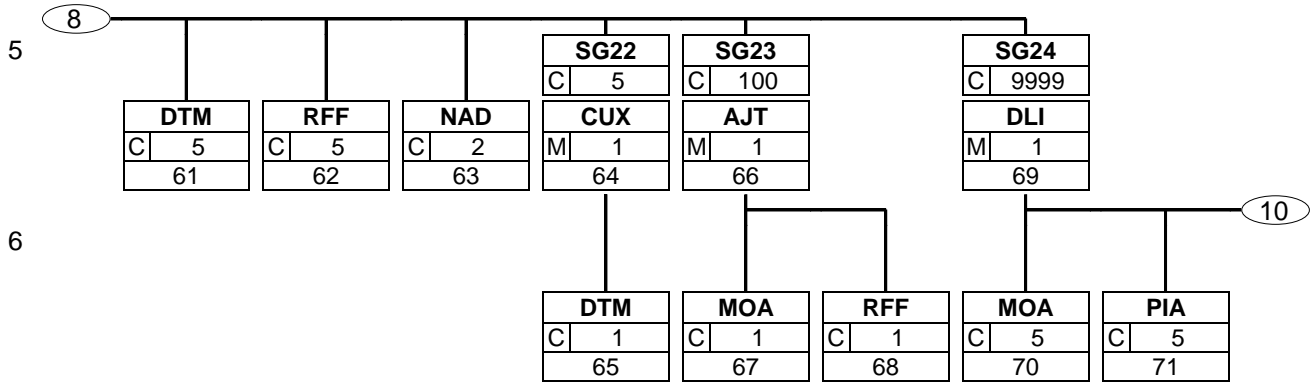 8
5
SG22 SG23 SG24
C 5 C 100 C 9999
DTM RFF NAD CUX AJT DLI
C 5 C 5 C 2 M 1 M 1 M 1
61 62 63 64 66 69
10
6
DTM MOA RFF MOA PIA
C 1 C 1 C 1 C 5 C 5
65 67 68 70 71